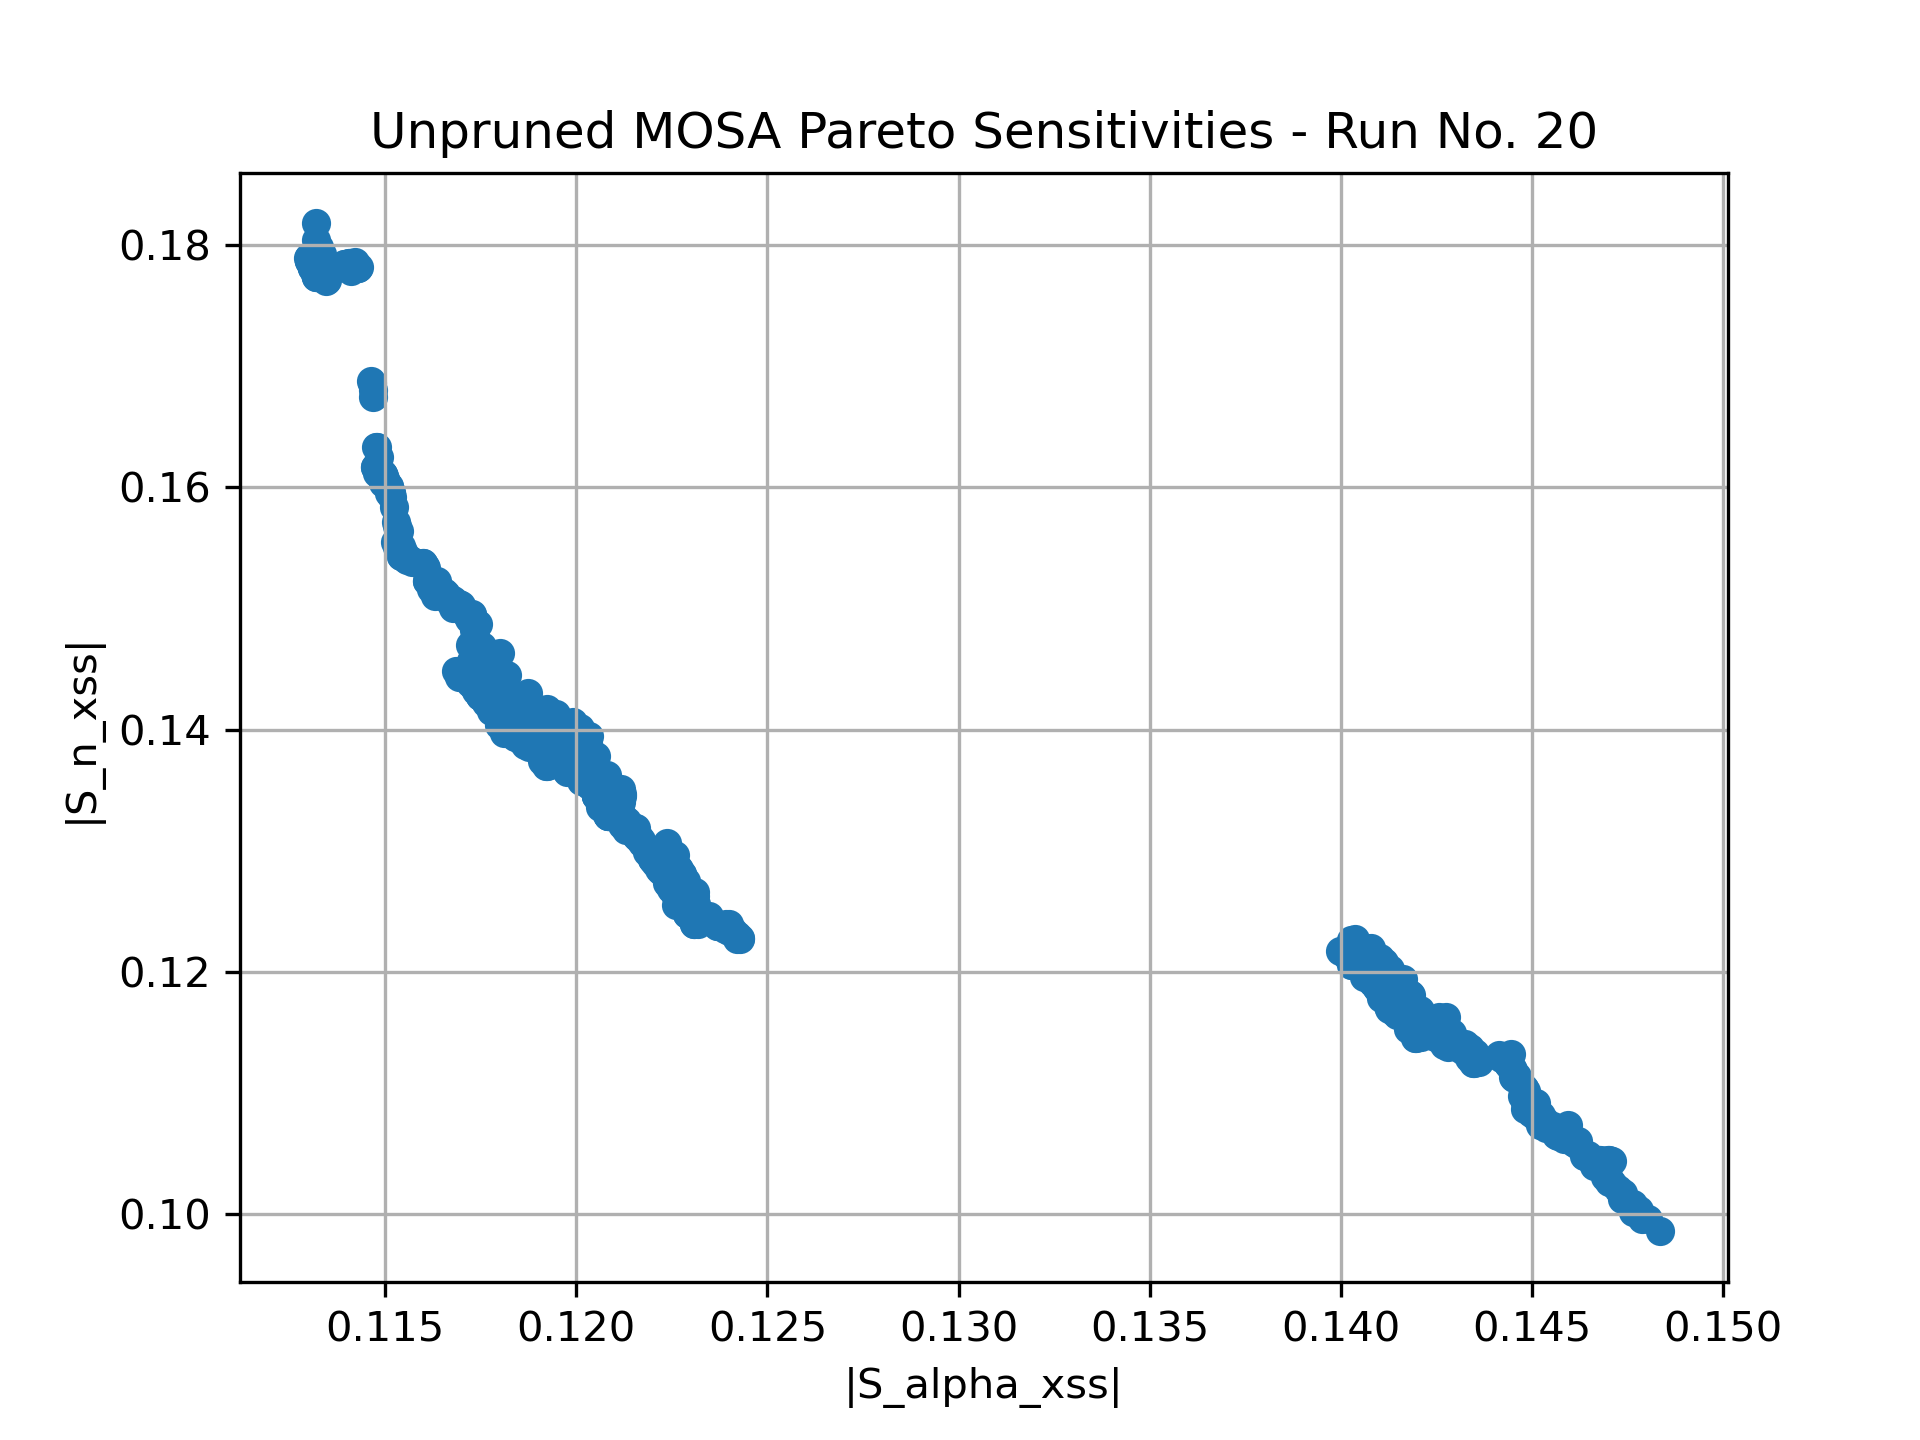 Unpruned MOSA Pareto Sensitivities - Run No. 20
|S_n_xss|
0.18
0.16
0.14
0.12
0.10
0.115 0.120 0.125 0.130 0.135 0.140 0.145 0.150
|S_alpha_xss|